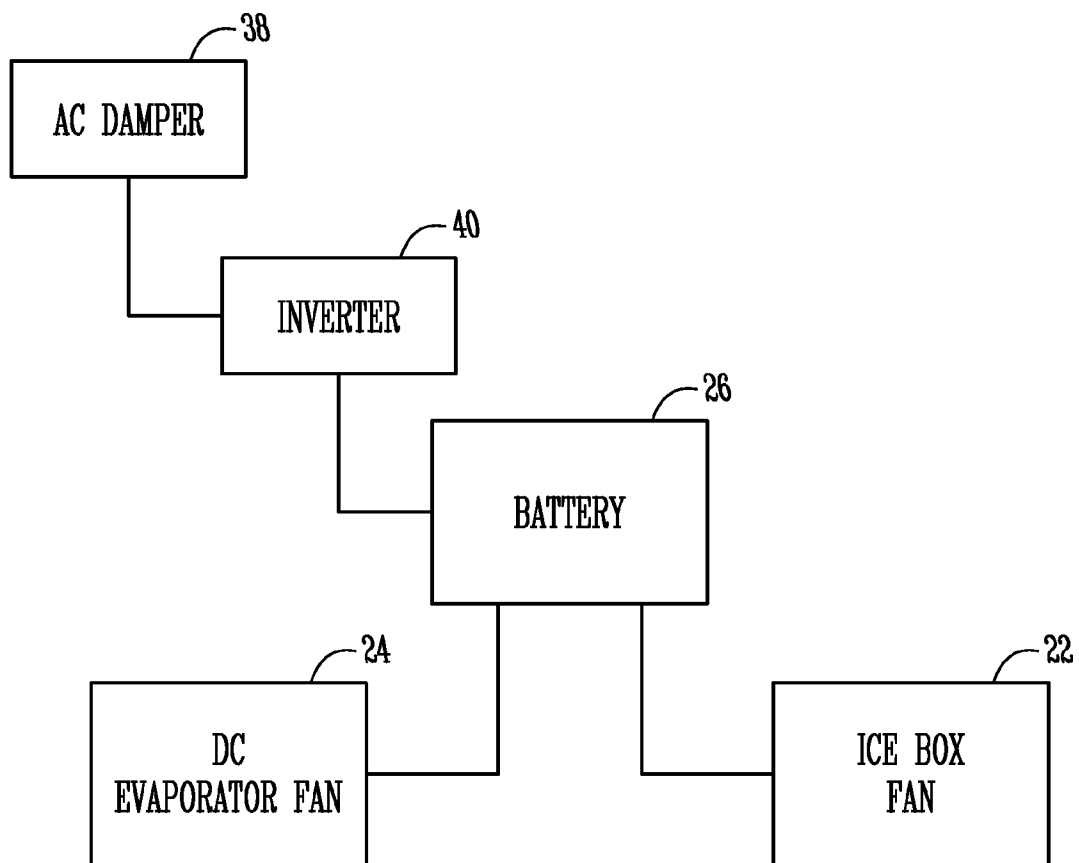 38
AC DAMPER
40
INVERTER
26
BATTERY
24
DC
EVAPORATOR FAN
22
ICE BOX
FAN